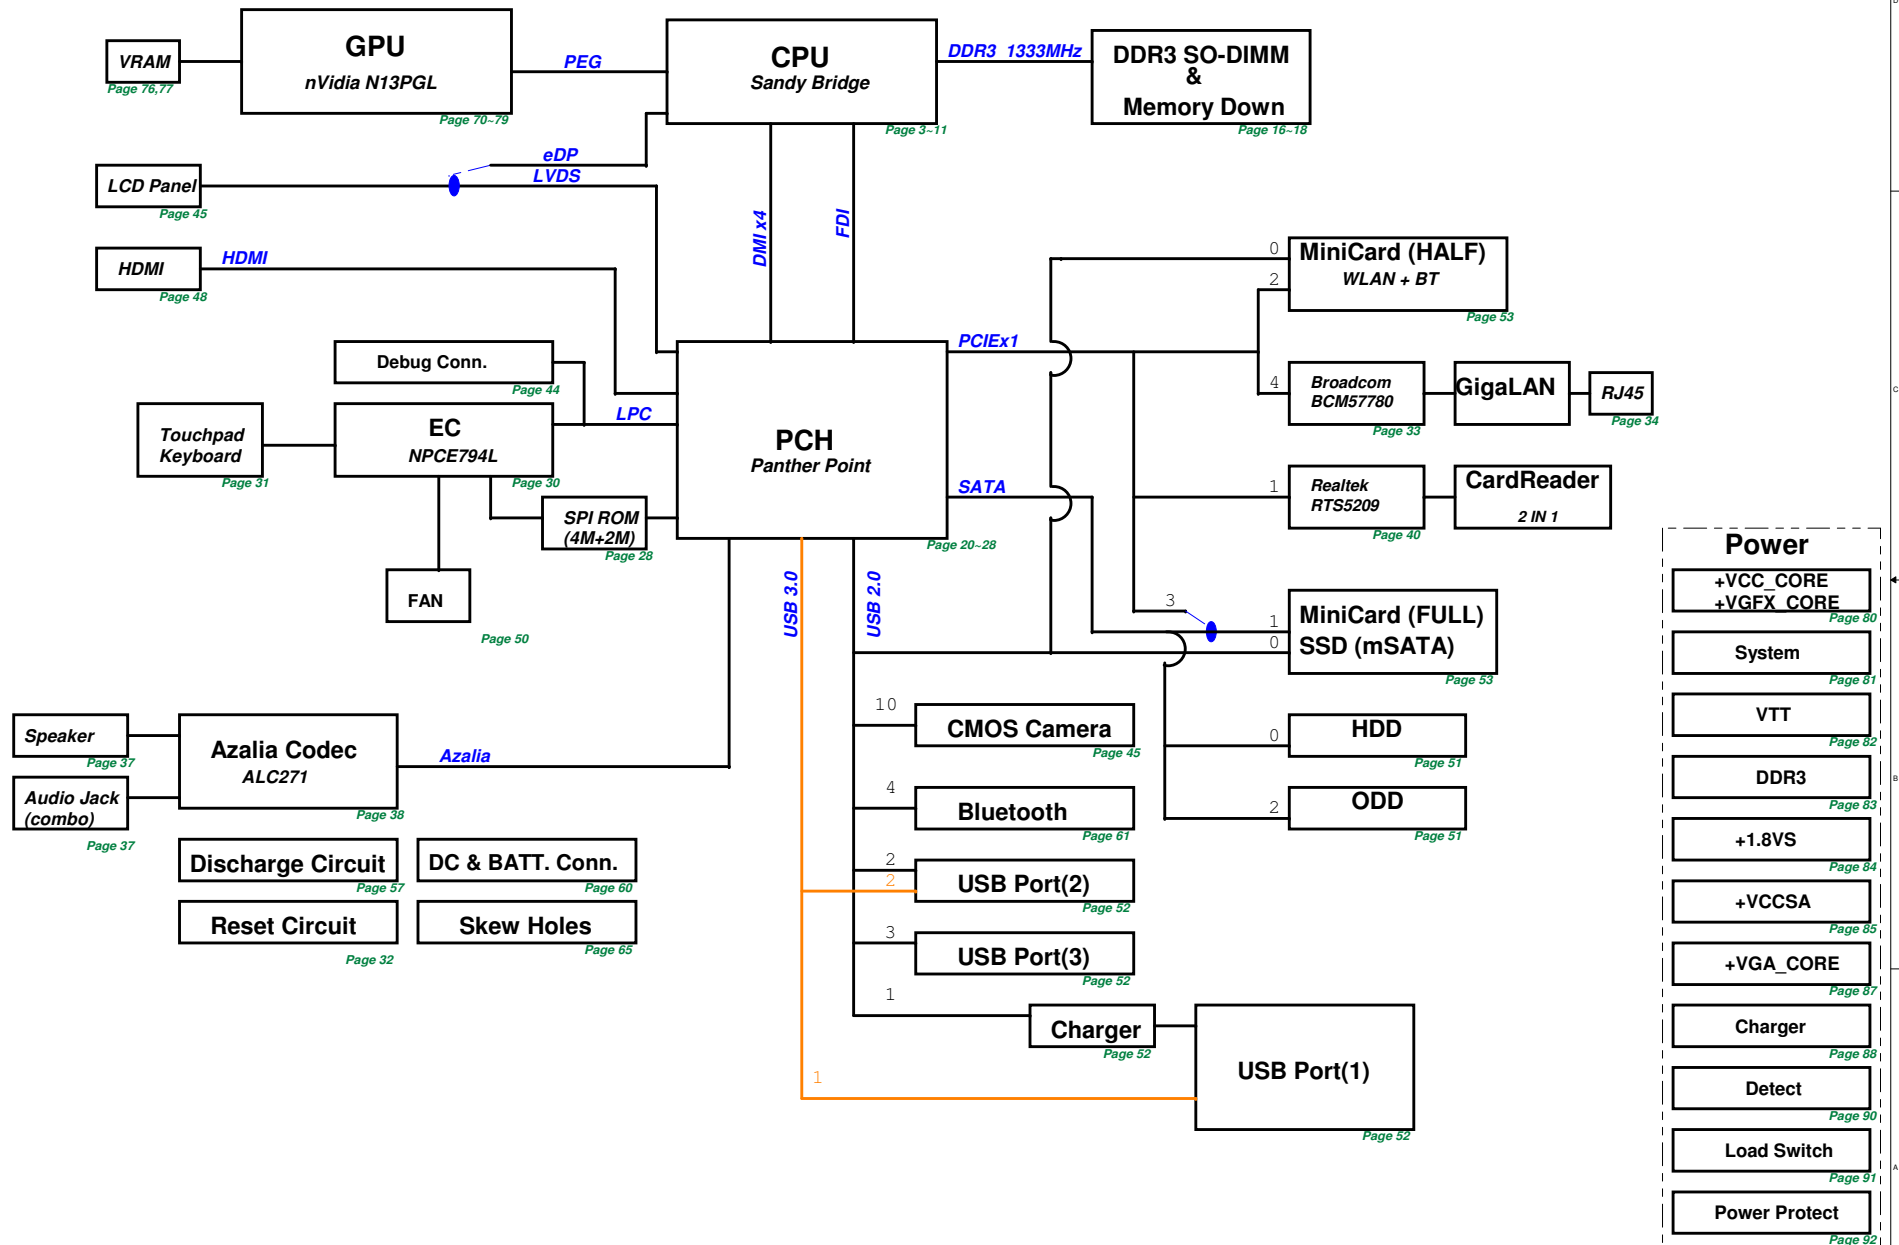 GPU
nVidia N13PGL
Page 70~79
VRAM
Page 76,77
PEG
CPU
Sandy Bridge
Page 3~11
DDR3 1333MHz
DDR3 SO-DIMM
&
Memory Down
Page 16~18
eDP
LVDS
LCD Panel
Page 45
HDMI
Page 48
HDMI
DMI x4
FDI
Debug Conn.
Page 44
EC
NPCE794L
Page 30
LPC
Touchpad
Keyboard
Page 31
SPI ROM
(4M+2M)
Page 28
FAN
Page 50
PCH
Panther Point
Page 20~28
PCIEx1
SATA
USB 3.0
USB 2.0
0
2
MiniCard (HALF)
WLAN + BT
Page 53
4
Broadcom
BCM57780
Page 33
GigaLAN
RJ45
Page 34
1
Realtek
RTS5209
Page 40
CardReader
2 IN 1
3
1
0
MiniCard (FULL)
SSD (mSATA)
Page 53
0
HDD
Page 51
2
ODD
Page 51
10
CMOS Camera
Page 45
4
Bluetooth
Page 61
2
2
USB Port(2)
Page 52
3
USB Port(3)
Page 52
1
Charger
Page 52
1
USB Port(1)
Page 52
Speaker
Page 37
Audio Jack
(combo)
Page 37
Azalia Codec
ALC271
Page 38
Azalia
Discharge Circuit
Page 57
DC & BATT. Conn.
Page 60
Reset Circuit
Page 32
Skew Holes
Page 65
Power
+VCC_CORE
+VGFX_CORE
Page 80
System
Page 81
VTT
Page 82
DDR3
Page 83
+1.8VS
Page 84
+VCCSA
Page 85
+VGA_CORE
Page 87
Charger
Page 88
Detect
Page 90
Load Switch
Page 91
Power Protect
Page 92
C
B
A